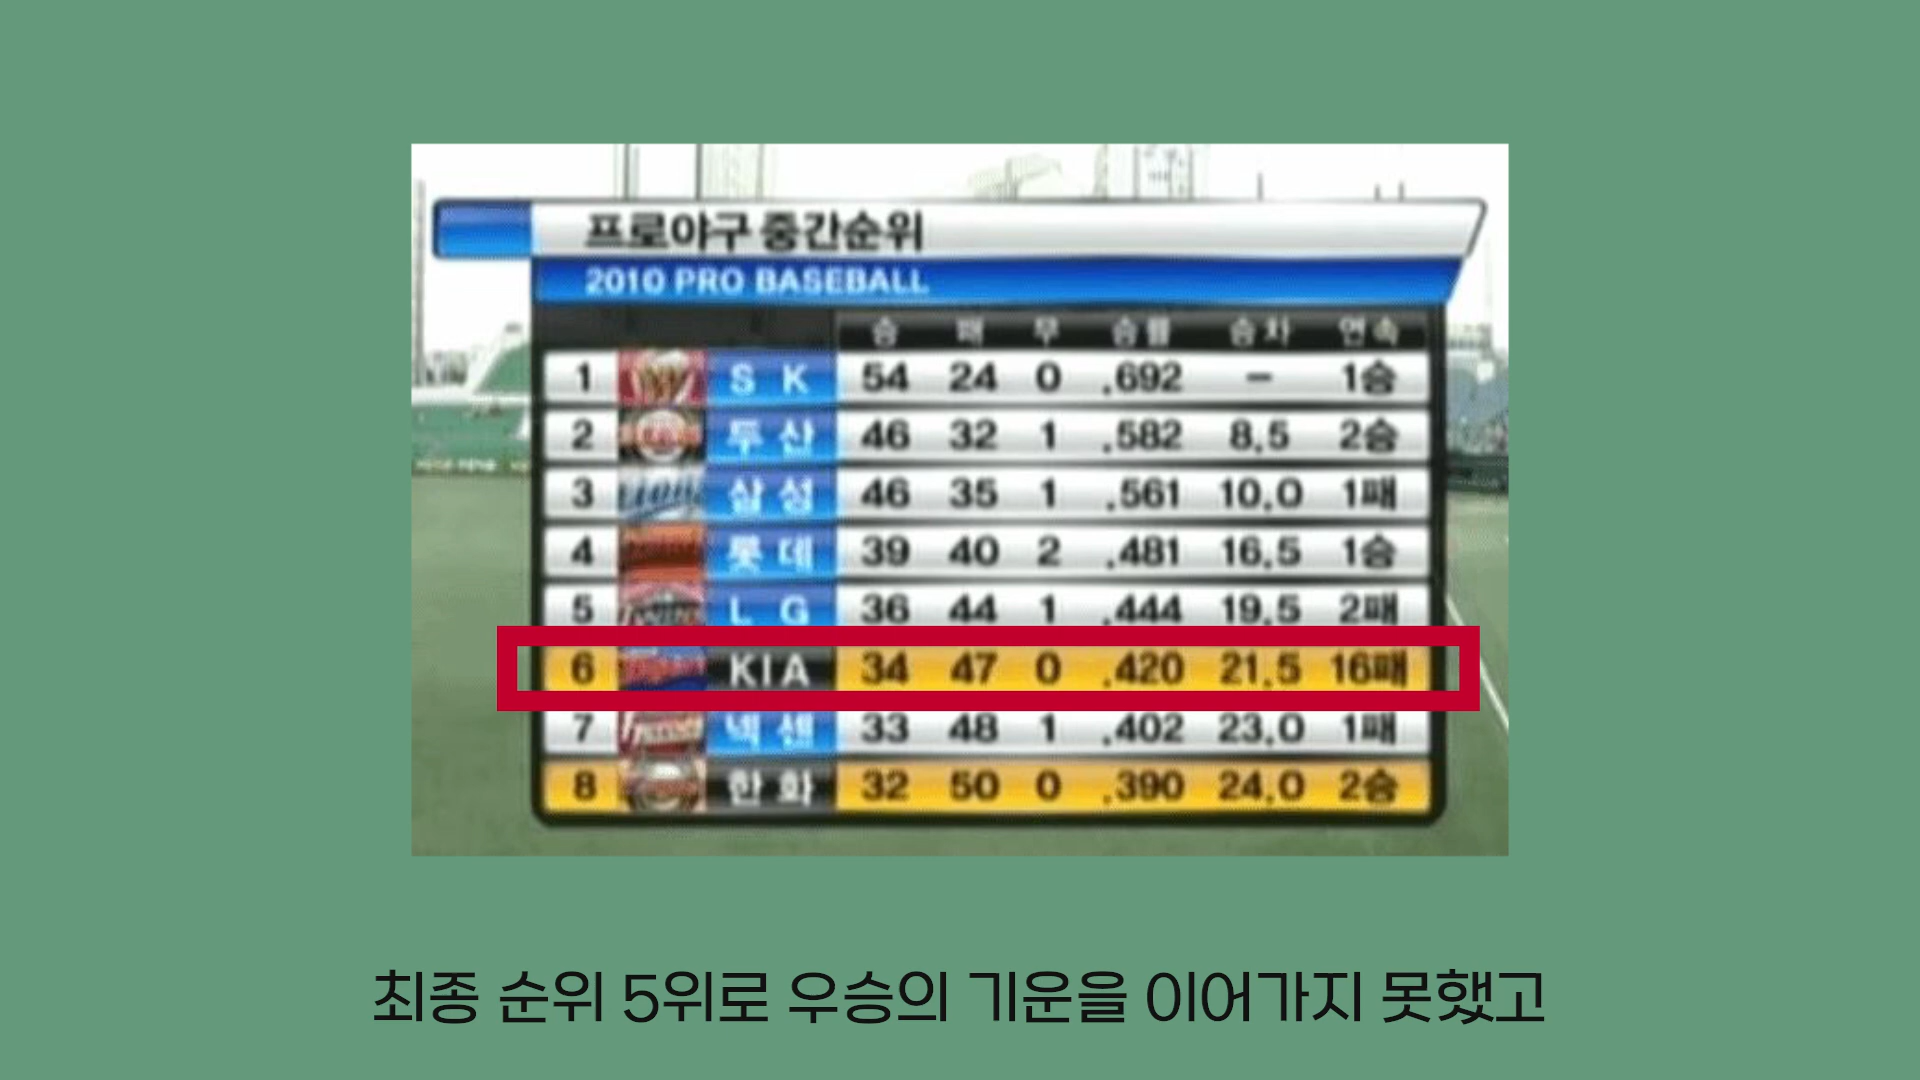 프로야구 중간순위
2010 PRO BASEBALL
승 패 무 승률 승차 연속
1 SK 54 24 0 .692 - 1승
2 두산 46 32 1 .582 8.5 2승
3 삼성 46 35 1 .561 10.0 1패
4 롯데 39 40 2 .481 16.5 1승
5 LG 36 44 1 .444 19.5 2패
6 KIA 34 47 0 .420 21.5 16패
7 넥센 33 48 1 .402 23.0 1패
8 한화 32 50 0 .390 24.0 2승
최종 순위 5위로 우승의 기운을 이어가지 못했고